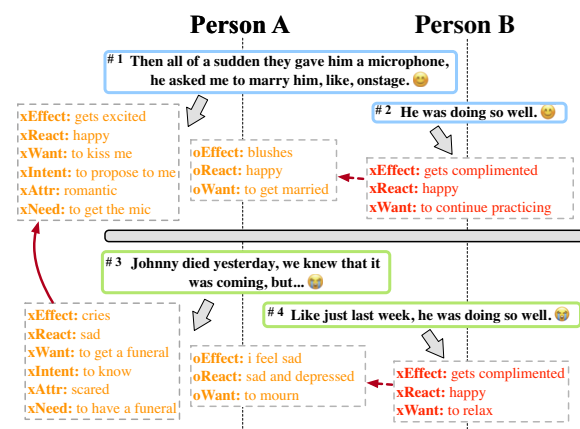 Person A
Person B
# 1 Then all of a sudden they gave him a microphone,
he asked me to marry him, like, onstage. 😊
# 2 He was doing so well. 😊
xEffect: gets excited
xReact: happy
xWant: to kiss me
xIntent: to propose to me
xAttr: romantic
xNeed: to get the mic
oEffect: blushes
oReact: happy
oWant: to get married
xEffect: gets complimented
xReact: happy
xWant: to continue practicing
# 3 Johnny died yesterday, we knew that it
was coming, but... 😭
# 4 Like just last week, he was doing so well. 😭
xEffect: cries
xReact: sad
xWant: to get a funeral
xIntent: to know
xAttr: scared
xNeed: to have a funeral
oEffect: i feel sad
oReact: sad and depressed
oWant: to mourn
xEffect: gets complimented
xReact: happy
xWant: to relax